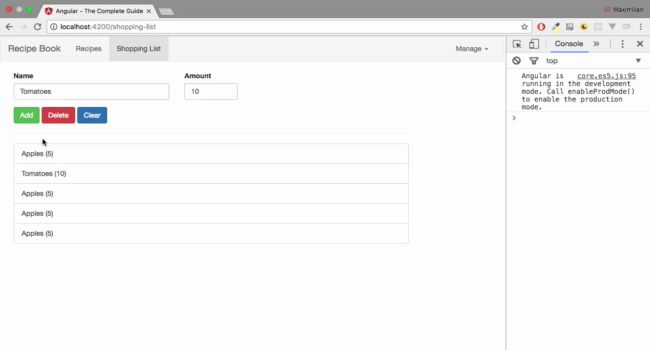 Angular - The Complete Guide
Maximilian
localhost:4200/shopping-list
Recipe Book
Recipes
Shopping List
Manage
Name
Amount
Tomatoes
10
Add
Delete
Clear
Apples (5)
Tomatoes (10)
Apples (5)
Apples (5)
Apples (5)
Console
top
Angular is core.es5.js:95
running in the development
mode. Call enableProdMode()
to enable the production
mode.